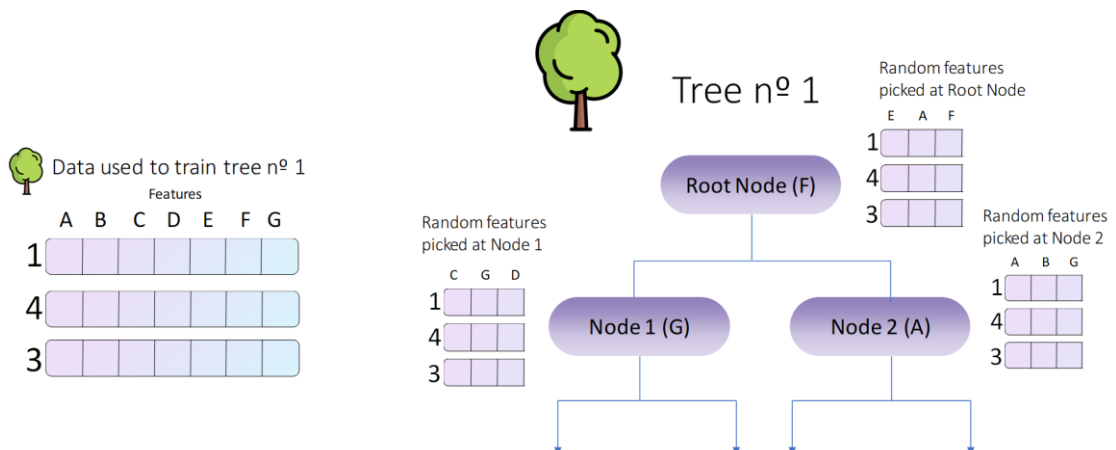 Data used to train tree nº 1
Features
A B C D E F G
1
4
3
Tree nº 1
Random features
picked at Root Node
E A F
1
4
3
Root Node (F)
Random features
picked at Node 1
C G D
1
4
3
Node 1 (G)
Node 2 (A)
Random features
picked at Node 2
A B G
1
4
3